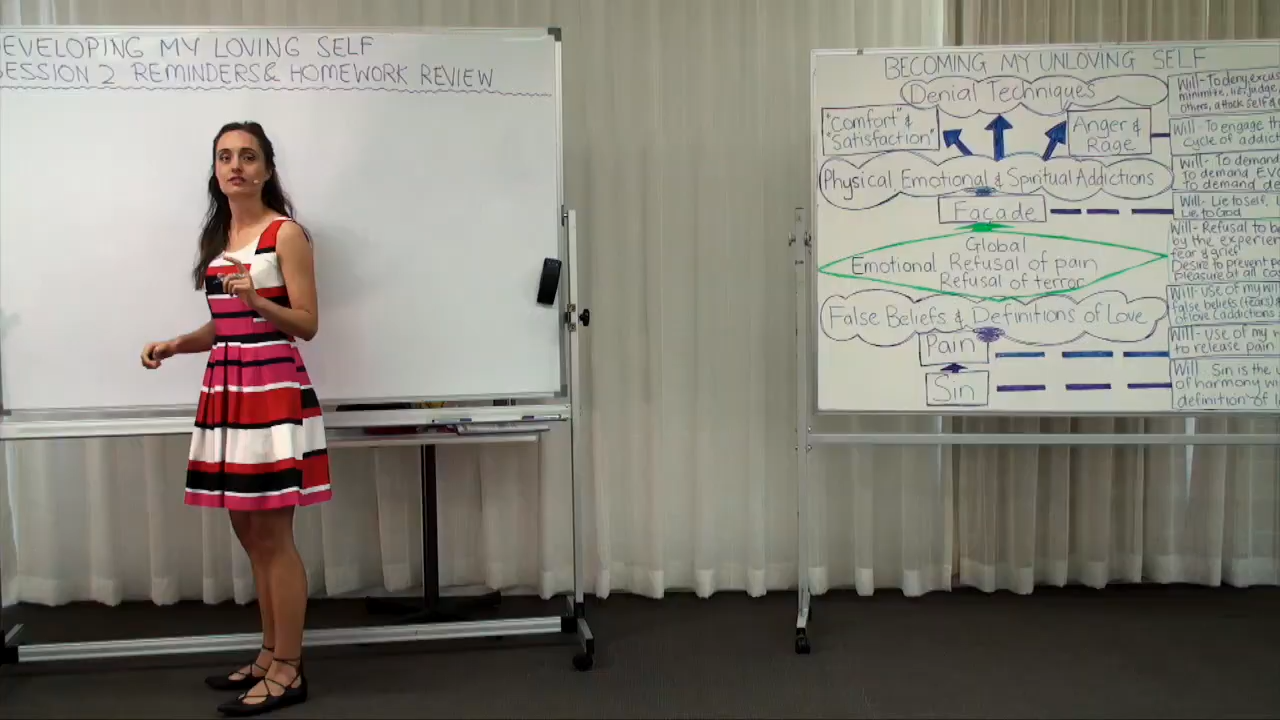 EVELOPING MY LOVING SELF
ESSION 2 REMINDERS & HOMEWORK REVIEW
BECOMING MY UNLOVING SELF
Denial Techniques
"Comfort" &
"Satisfaction"
Anger &
Rage
Physical, Emotional & Spiritual Addictions
Façade
Global
Emotional Refusal of pain
Refusal of terror
False Beliefs & Definitions of Love
Pain
Sin
Will - To deny, excus
minimize, lie, judge
others, attack self &
Will - To engage th
cycle of addict
Will - To demand
To demand EVO
To demand de
Will - Lie to self, L
Lie to God
Will - Refusal to b
by the experien
fear & grief
Desire to prevent p
pleasure at all co
Will - use of my wil
false beliefs (fears)
of love (addictions
Will - use of my w
to release pain
Will Sin is the u
of harmony wi
definition of l